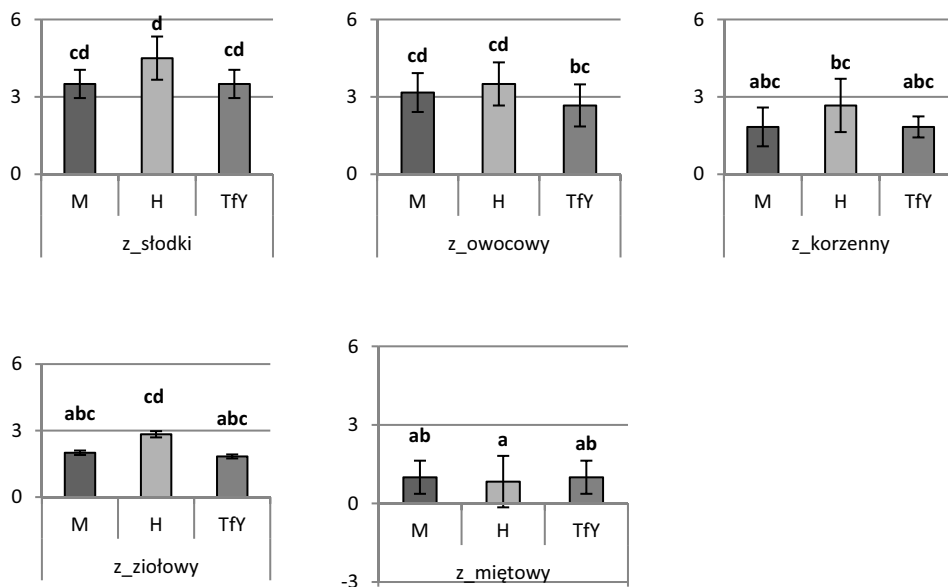 6
cd d cd
3
0
M H TfY
z_słodki
6
cd cd bc
3
0
M H TfY
z_owocowy
6
abc bc abc
3
0
M H TfY
z_korzenny
6
abc cd abc
3
0
M H TfY
z_ziołowy
6
3
ab a ab
0
M H TfY
z_miętowy
-3